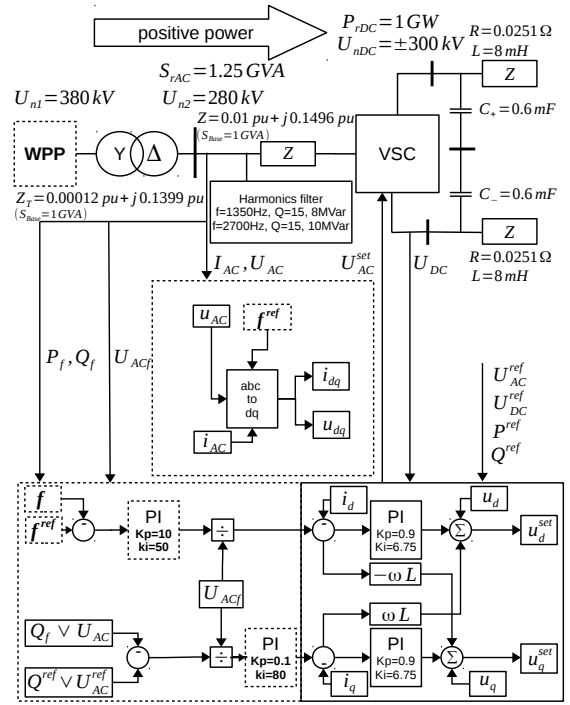 positive power
P_rDC = 1 GW
U_nDC = ±300 kV
R = 0.0251 Ω
L = 8 mH
S_rAC = 1.25 GVA
U_n1 = 380 kV
U_n2 = 280 kV
Z
Z = 0.01 pu + j 0.1496 pu
(S_Base = 1 GVA)
C_+ = 0.6 mF
WPP
Y
Δ
Z
VSC
Z_T = 0.00012 pu + j 0.1399 pu
(S_Base = 1 GVA)
Harmonics filter
f=1350Hz, Q=15, 8MVar
f=2700Hz, Q=15, 10MVar
C_− = 0.6 mF
Z
I_AC , U_AC
U_AC^set
U_DC
R = 0.0251 Ω
L = 8 mH
u_AC
f^ref
P_f , Q_f
U_ACf
abc
to
dq
i_dq
u_dq
i_AC
U_AC^ref
U_DC^ref
P^ref
Q^ref
f
f^ref
-
PI
Kp=10
ki=50
÷
i_d
-
PI
Kp=0.9
Ki=6.75
u_d
Σ
u_d^set
−ω L
U_ACf
ω L
Q_f ∨ U_AC
Q^ref ∨ U_AC^ref
-
÷
PI
Kp=0.1
ki=80
-
i_q
PI
Kp=0.9
Ki=6.75
Σ
u_q
u_q^set